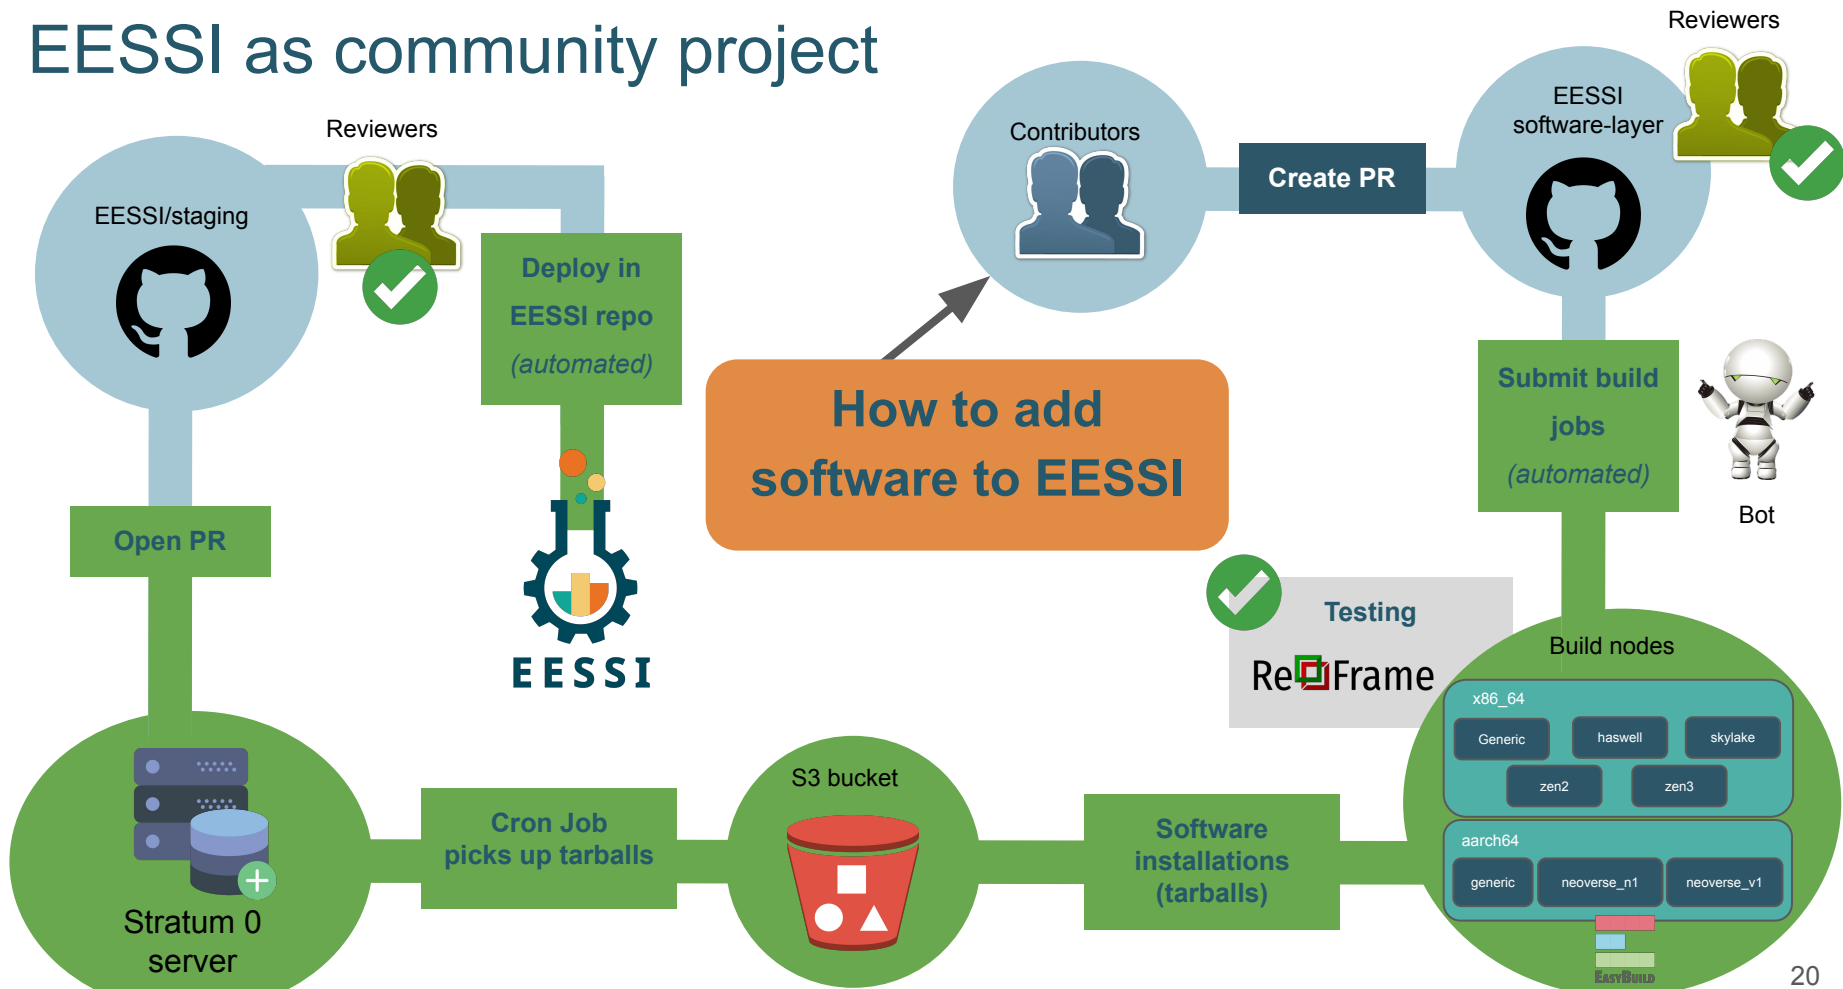 EESSI as community project
Reviewers
EESSI/staging
Deploy in
EESSI repo
(automated)
Open PR
EESSI
Stratum 0
server
Cron Job
picks up tarballs
S3 bucket
Software
installations
(tarballs)
How to add
software to EESSI
Contributors
Create PR
EESSI
software-layer
Reviewers
Submit build
jobs
(automated)
Bot
Testing
ReFrame
Build nodes
x86_64
Generic
haswell
skylake
zen2
zen3
aarch64
generic
neoverse_n1
neoverse_v1
EASYBUILD
20